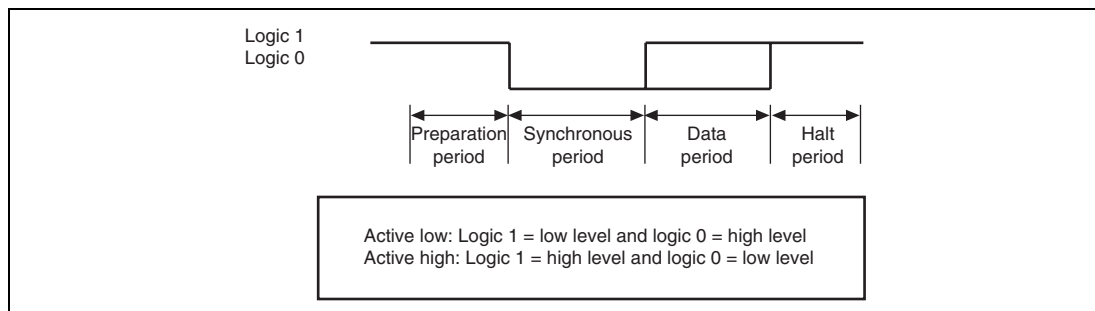 Logic 1
Logic 0
Preparation period
Synchronous period
Data period
Halt period
Active low: Logic 1 = low level and logic 0 = high level
Active high: Logic 1 = high level and logic 0 = low level